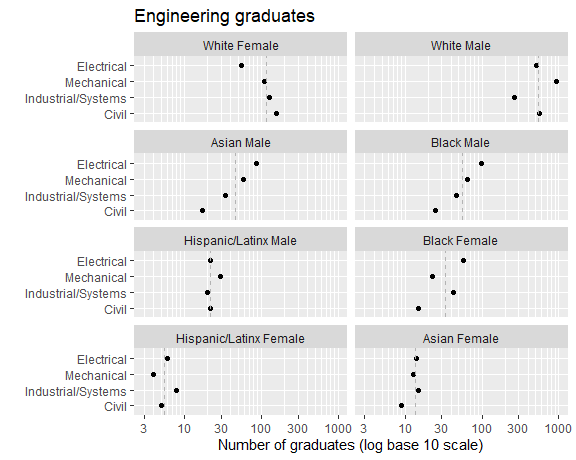 Engineering graduates
White Female White Male
Electrical
Mechanical
Industrial/Systems
Civil
Asian Male Black Male
Electrical
Mechanical
Industrial/Systems
Civil
Hispanic/Latinx Male Black Female
Electrical
Mechanical
Industrial/Systems
Civil
Hispanic/Latinx Female Asian Female
Electrical
Mechanical
Industrial/Systems
Civil
3 10 30 100 300 1000 3 10 30 100 300 1000
Number of graduates (log base 10 scale)